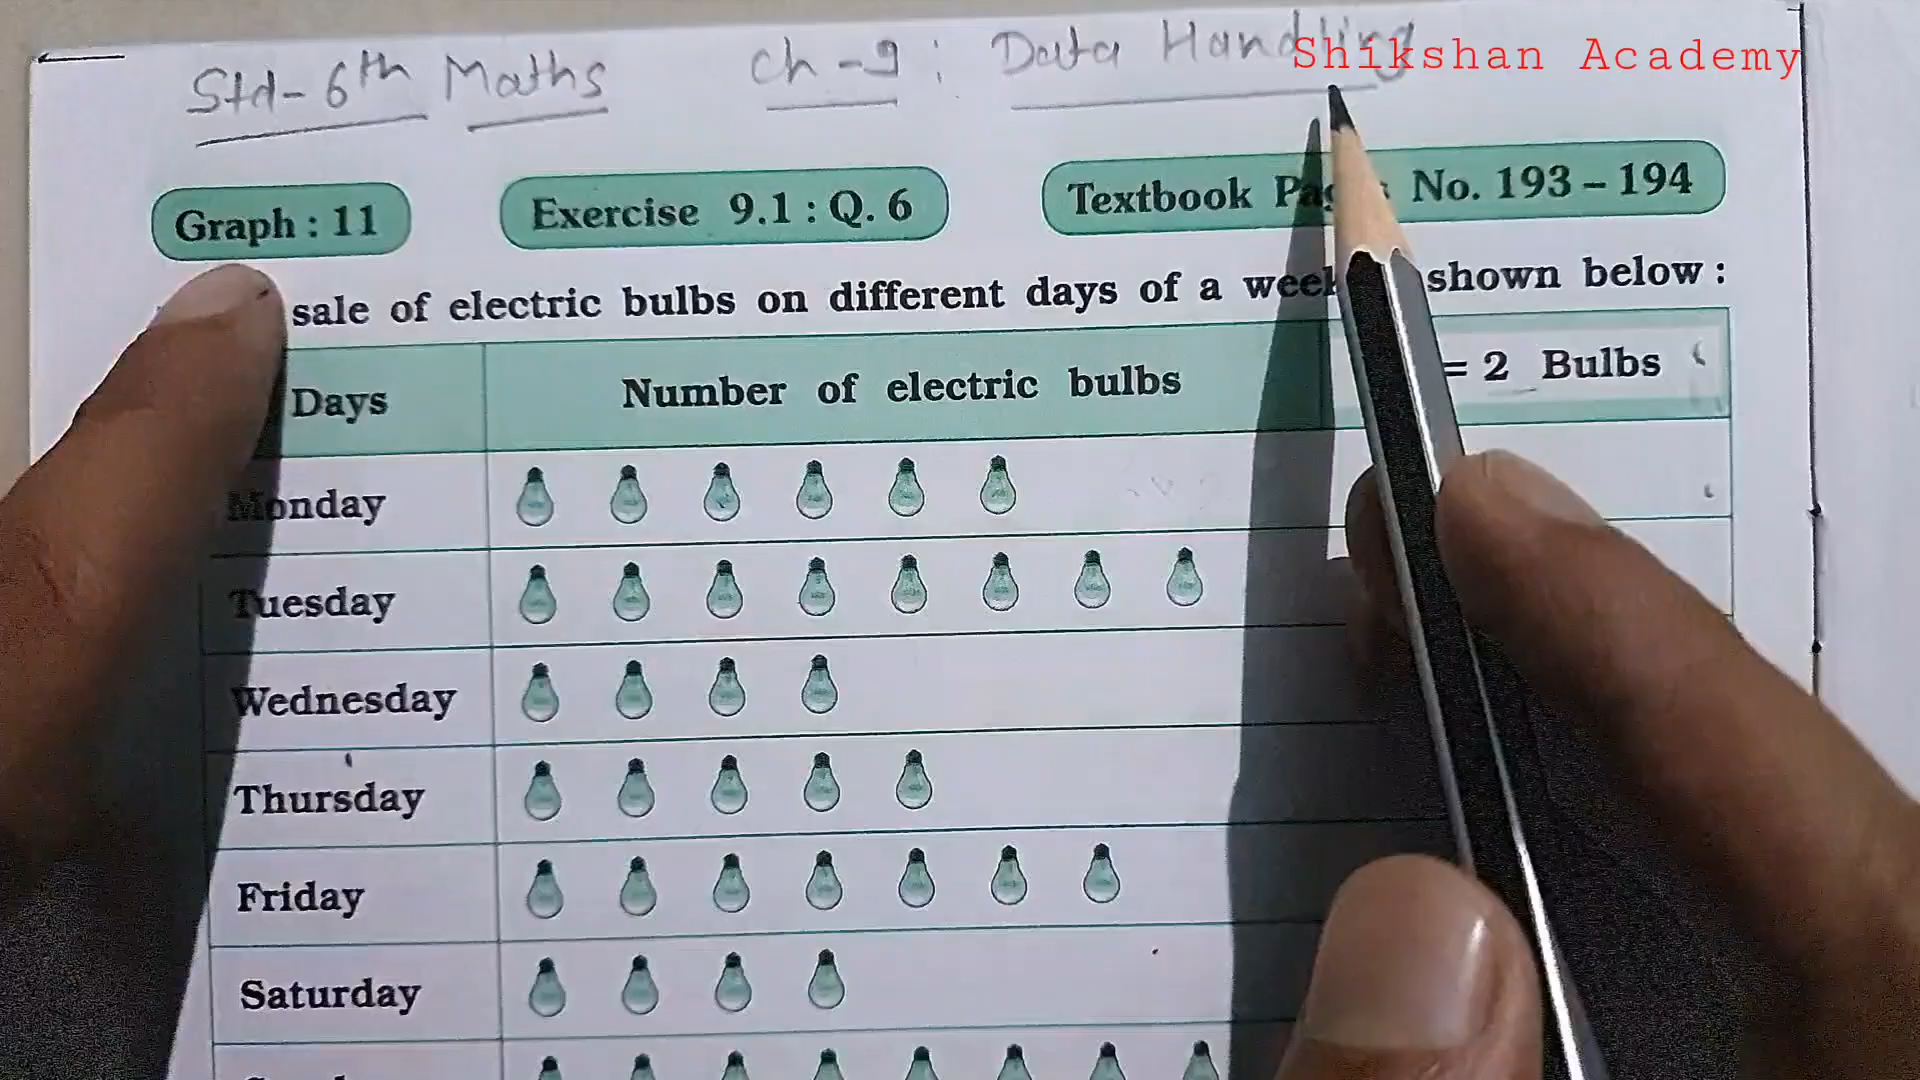 Std-6th Maths ch-9: Data Handling
Shikshan Academy
Graph : 11 Exercise 9.1 : Q. 6 Textbook No. 193 – 194
sale of electric bulbs on different days of a week shown below :
Days Number of electric bulbs = 2 Bulbs
Monday
Tuesday
Wednesday
Thursday
Friday
Saturday